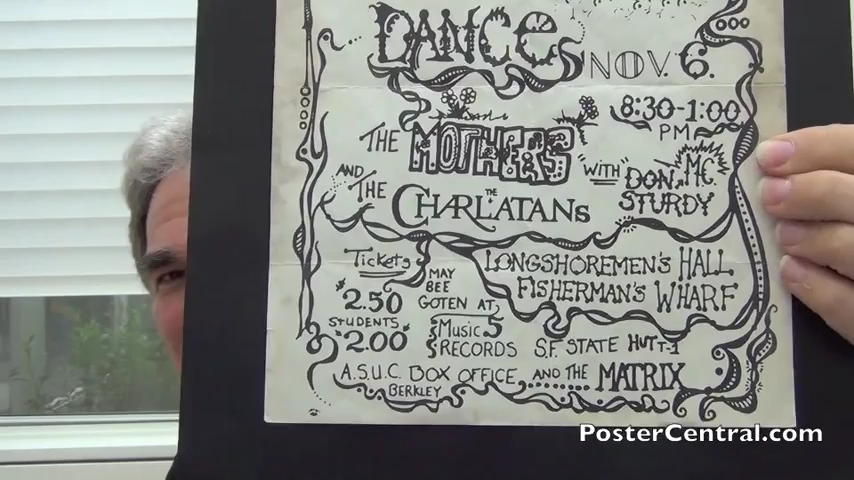 DANCE
NOV. 6.
8:30-1:00
PM
THE MOTHERS
WITH DON MC STURDY
AND THE
THE
CHARLATANS
Tickets
MAY
BEE
GOTEN AT
$2.50
STUDENTS
$2.00
LONGSHOREMEN'S HALL
FISHERMAN'S WHARF
Music 5
RECORDS
S.F. STATE HUT T-1
A.S.U.C. BOX OFFICE
BERKLEY
AND THE MATRIX
PosterCentral.com